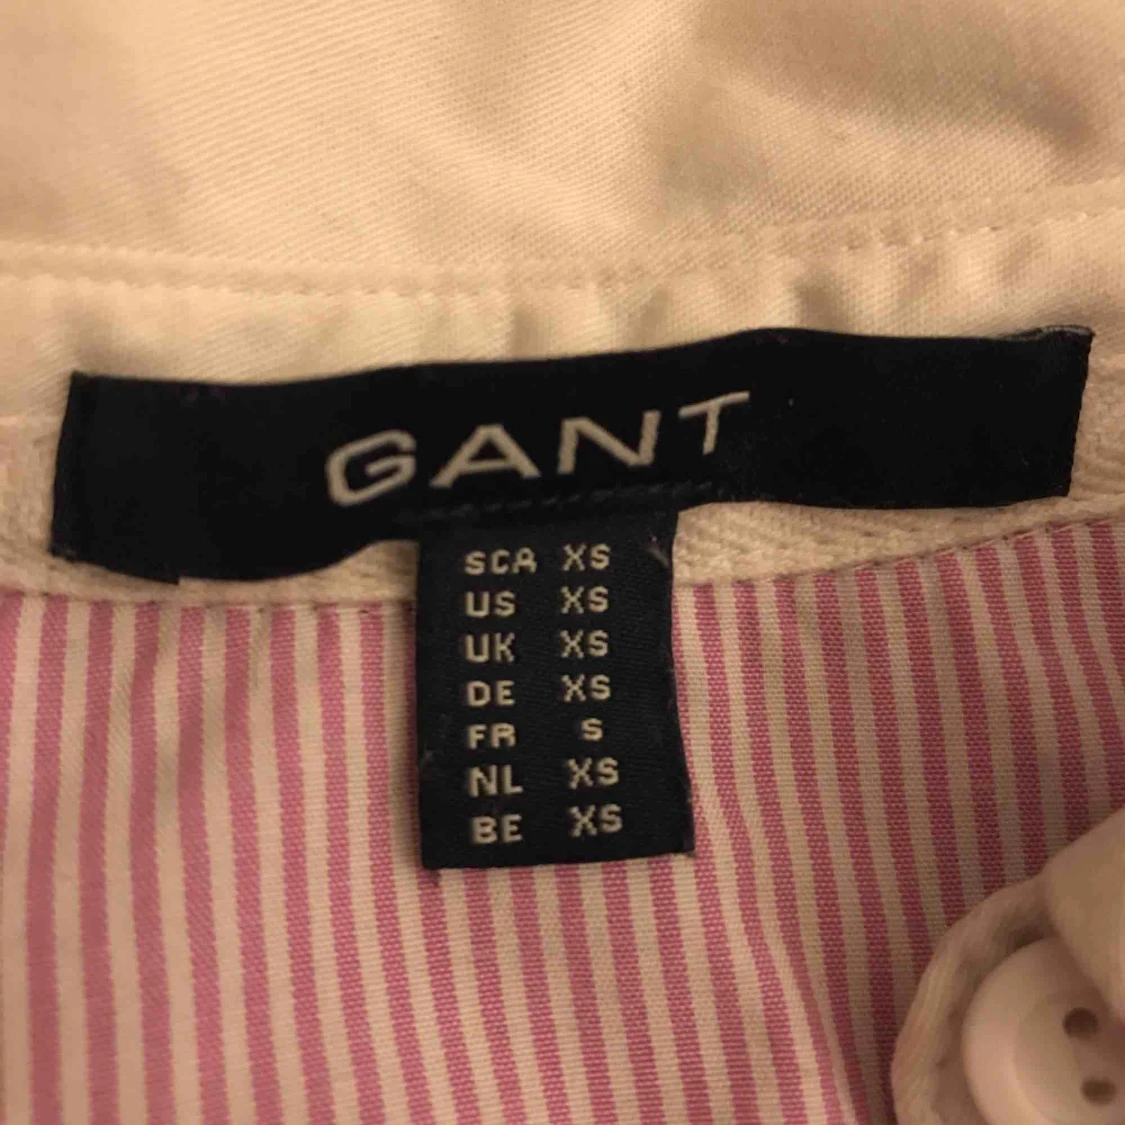 GANT
SCA XS
US XS
UK XS
DE XS
FR S
NL XS
BE XS